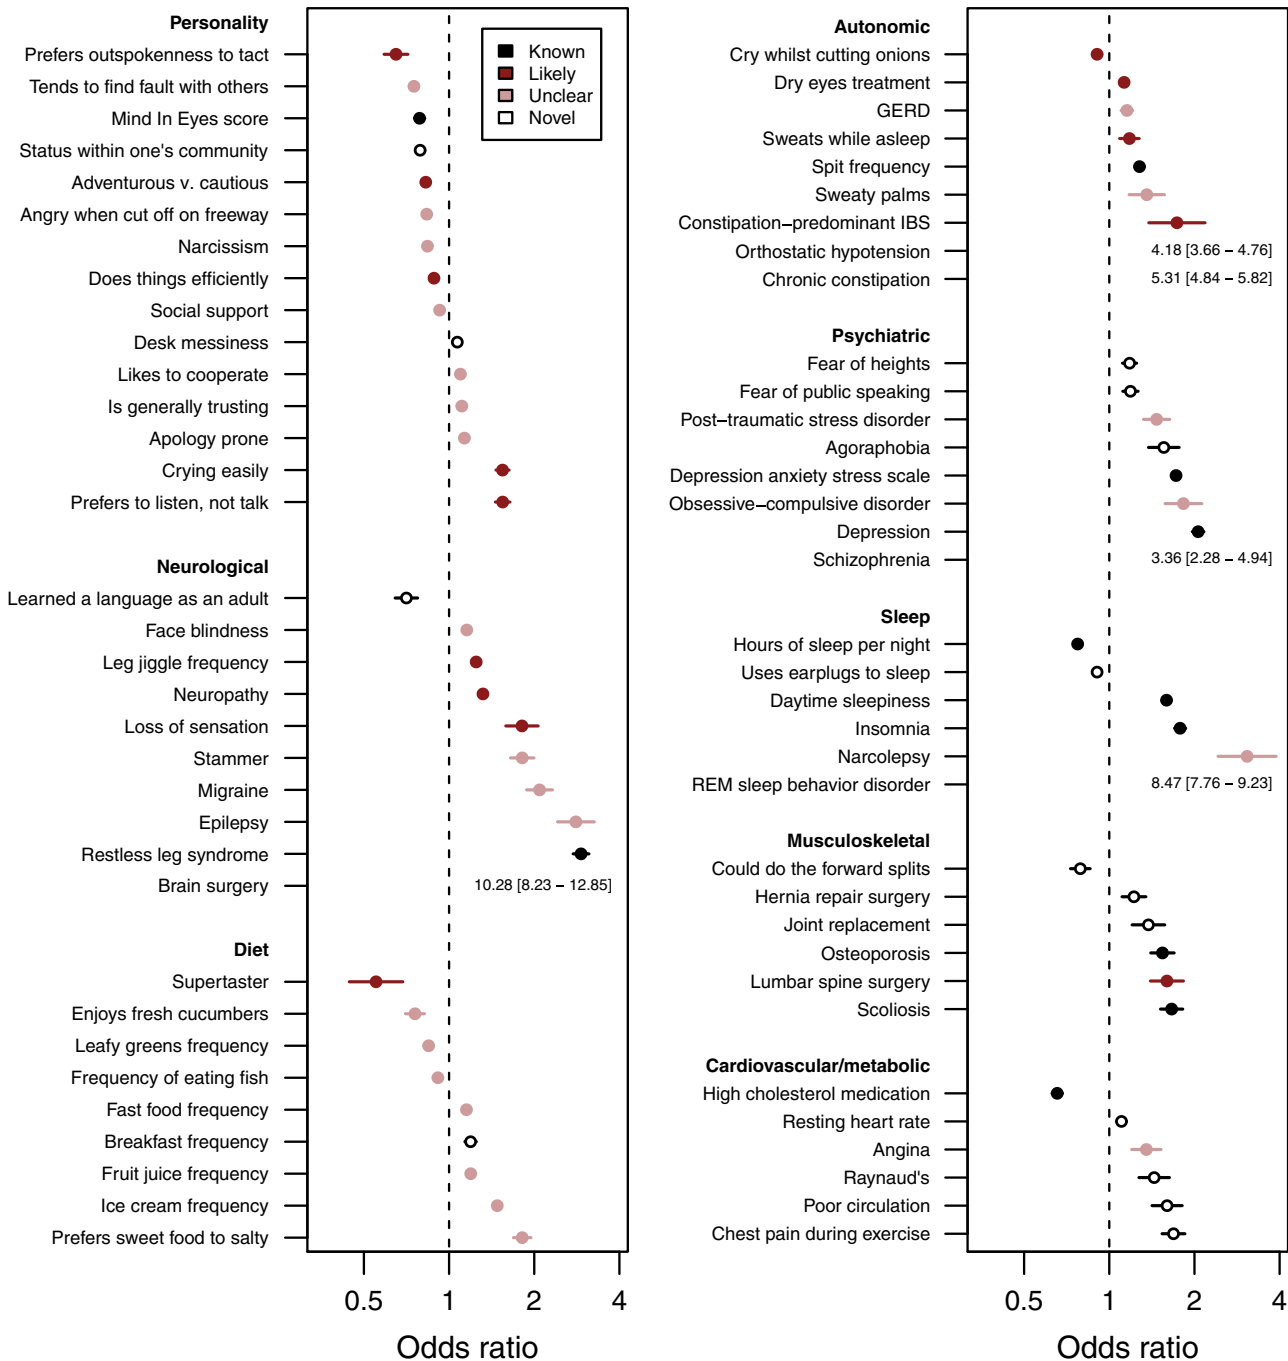 Personality
Prefers outspokenness to tact
Tends to find fault with others
Mind In Eyes score
Status within one's community
Adventurous v. cautious
Angry when cut off on freeway
Narcissism
Does things efficiently
Social support
Desk messiness
Likes to cooperate
Is generally trusting
Apology prone
Crying easily
Prefers to listen, not talk
Known
Likely
Unclear
Novel
Neurological
Learned a language as an adult
Face blindness
Leg jiggle frequency
Neuropathy
Loss of sensation
Stammer
Migraine
Epilepsy
Restless leg syndrome
Brain surgery
10.28 [8.23 − 12.85]
Diet
Supertaster
Enjoys fresh cucumbers
Leafy greens frequency
Frequency of eating fish
Fast food frequency
Breakfast frequency
Fruit juice frequency
Ice cream frequency
Prefers sweet food to salty
0.5 1 2 4
Odds ratio
Autonomic
Cry whilst cutting onions
Dry eyes treatment
GERD
Sweats while asleep
Spit frequency
Sweaty palms
Constipation−predominant IBS
Orthostatic hypotension 4.18 [3.66 − 4.76]
Chronic constipation 5.31 [4.84 − 5.82]
Psychiatric
Fear of heights
Fear of public speaking
Post−traumatic stress disorder
Agoraphobia
Depression anxiety stress scale
Obsessive−compulsive disorder
Depression
Schizophrenia 3.36 [2.28 − 4.94]
Sleep
Hours of sleep per night
Uses earplugs to sleep
Daytime sleepiness
Insomnia
Narcolepsy
REM sleep behavior disorder 8.47 [7.76 − 9.23]
Musculoskeletal
Could do the forward splits
Hernia repair surgery
Joint replacement
Osteoporosis
Lumbar spine surgery
Scoliosis
Cardiovascular/metabolic
High cholesterol medication
Resting heart rate
Angina
Raynaud's
Poor circulation
Chest pain during exercise
0.5 1 2 4
Odds ratio